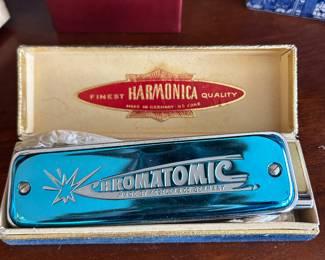 FINEST HARMONICA QUALITY
MADE IN GERMANY - US ZONE
CHROMATOMIC